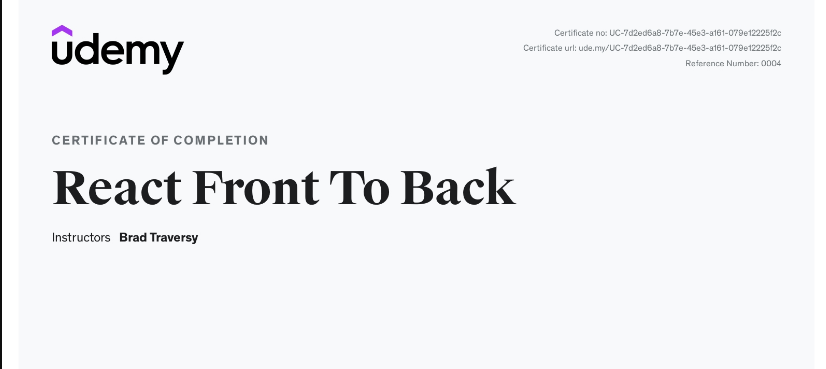 udemy
Certificate no: UC-7d2ed6a8-7b7e-45e3-a161-079e12225f2c
Certificate url: ude.my/UC-7d2ed6a8-7b7e-45e3-a161-079e12225f2c
Reference Number: 0004
CERTIFICATE OF COMPLETION
React Front To Back
Instructors Brad Traversy